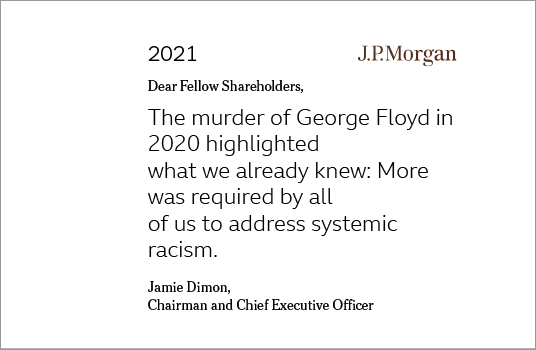 2021
J.P.Morgan
Dear Fellow Shareholders,
The murder of George Floyd in
2020 highlighted
what we already knew: More
was required by all
of us to address systemic
racism.
Jamie Dimon,
Chairman and Chief Executive Officer